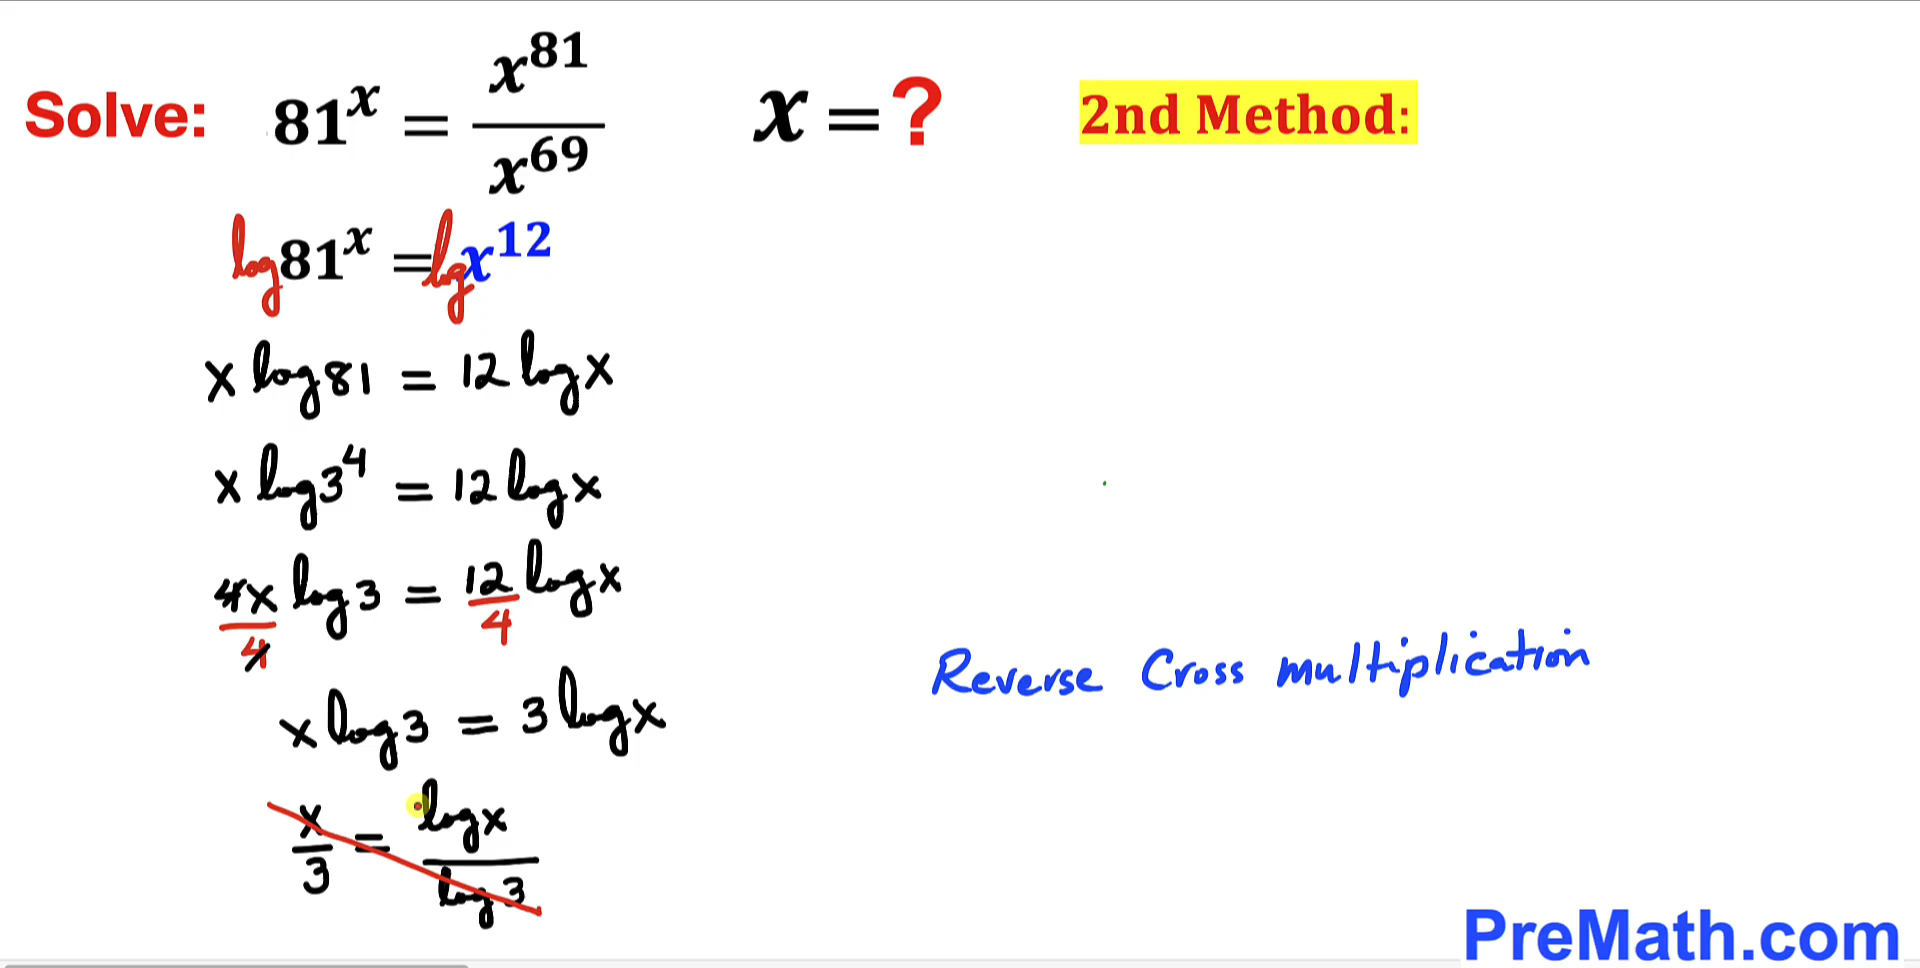 Solve: 81^x = x^81 / x^69 x = ? 2nd Method:
log 81^x = log x^12
x log 81 = 12 log x
x log 3^4 = 12 log x
4x/4 log 3 = 12/4 log x
Reverse Cross multiplication
x log 3 = 3 log x
x/3 = log x / log 3
PreMath.com